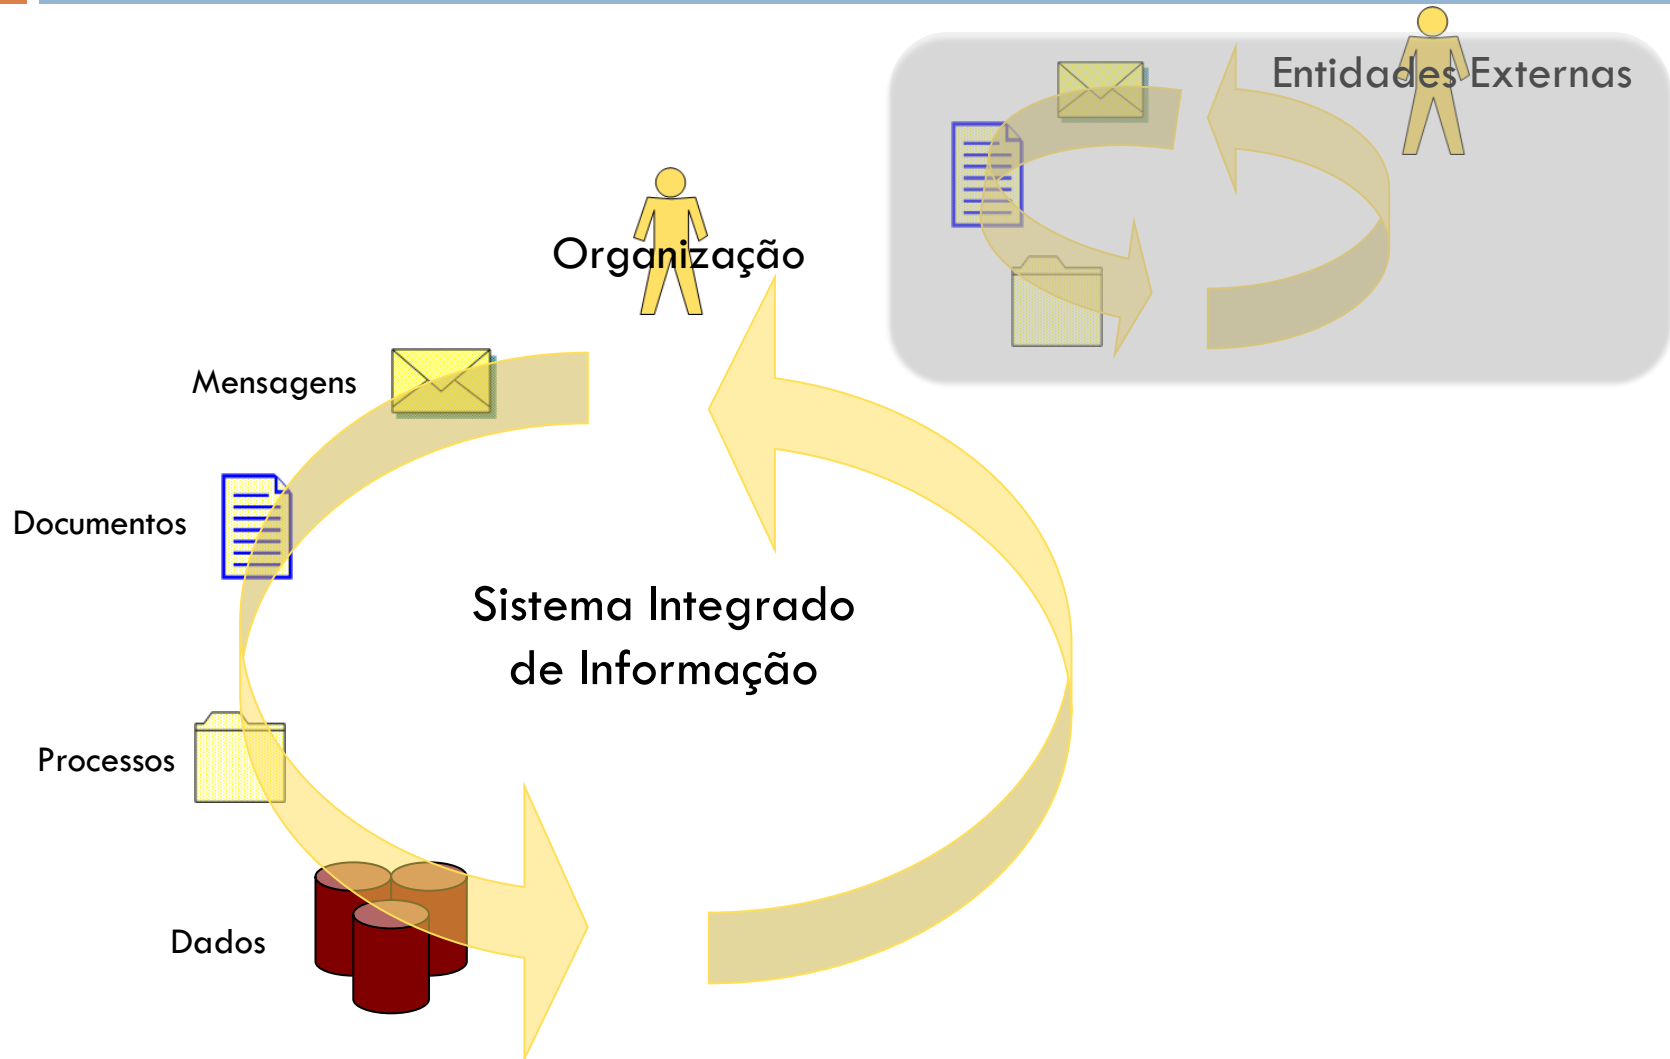 Entidades Externas
Organização
Mensagens
Documentos
Sistema Integrado
de Informação
Processos
Dados